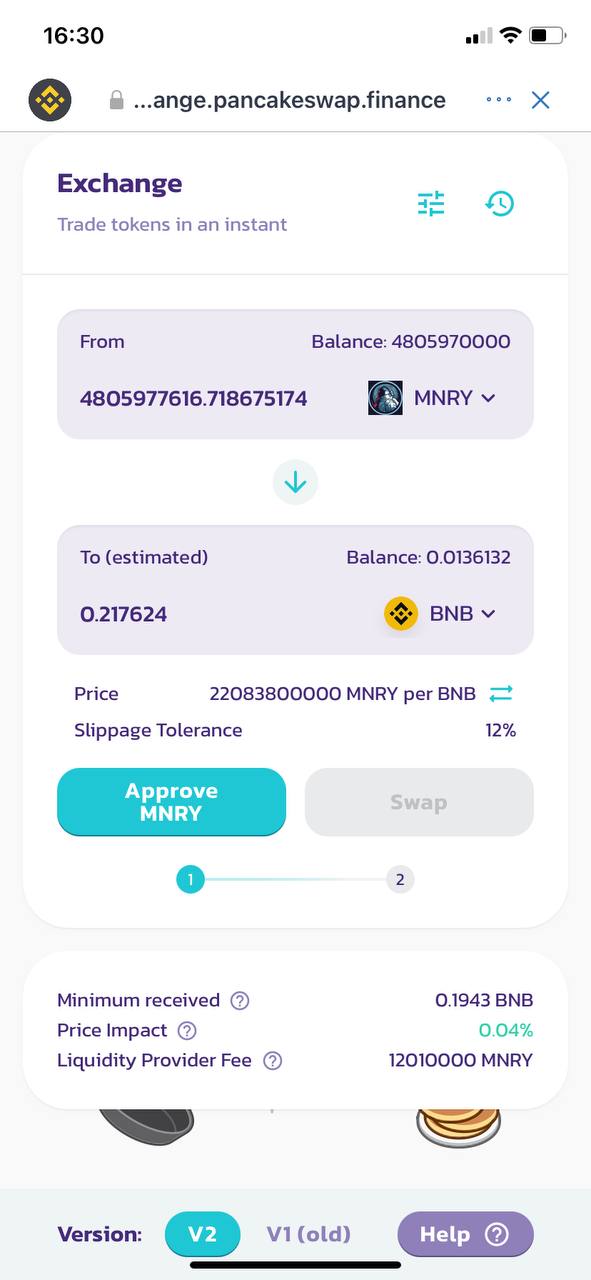 16:30
...ange.pancakeswap.finance
Exchange
Trade tokens in an instant
From Balance: 4805970000
4805977616.718675174 MNRY
To (estimated) Balance: 0.0136132
0.217624 BNB
Price 22083800000 MNRY per BNB
Slippage Tolerance 12%
Approve
MNRY
Swap
1 2
Minimum received ? 0.1943 BNB
Price Impact ? 0.04%
Liquidity Provider Fee ? 12010000 MNRY
Version: V2 V1 (old) Help ?